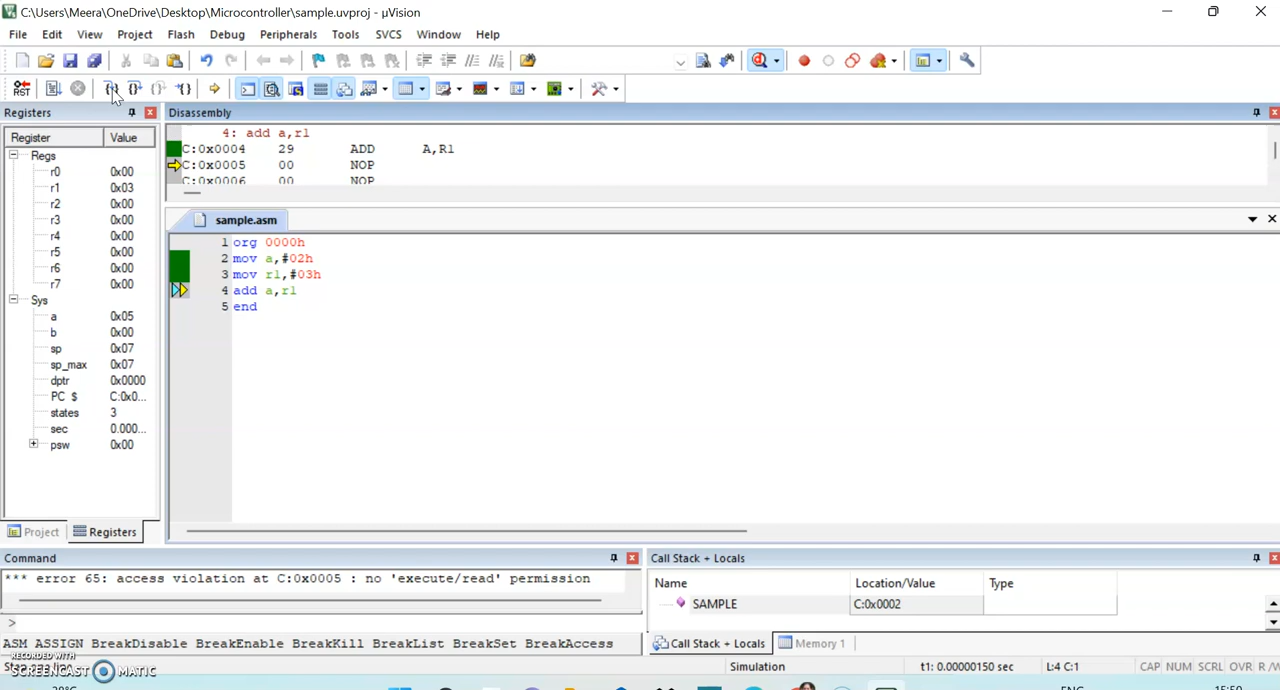 C:\Users\Meera\OneDrive\Desktop\Microcontroller\sample.uvproj - µVision
File Edit View Project Flash Debug Peripherals Tools SVCS Window Help
RST
Registers
Register Value
Regs
r0 0x00
r1 0x03
r2 0x00
r3 0x00
r4 0x00
r5 0x00
r6 0x00
r7 0x00
Sys
a 0x05
b 0x00
sp 0x07
sp_max 0x07
dptr 0x0000
PC $ C:0x0...
states 3
sec 0.000...
psw 0x00
Project Registers
Disassembly
4: add a,r1
C:0x0004 29 ADD A,R1
C:0x0005 00 NOP
C:0x0006 00 NOP
sample.asm
1 org 0000h
2 mov a,#02h
3 mov r1,#03h
4 add a,r1
5 end
Command
*** error 65: access violation at C:0x0005 : no 'execute/read' permission
>
ASM ASSIGN BreakDisable BreakEnable BreakKill BreakList BreakSet BreakAccess
Call Stack + Locals
Name Location/Value Type
SAMPLE C:0x0002
Call Stack + Locals Memory 1
RECORDED WITH
SCREENCAST MATIC
Simulation t1: 0.00000150 sec L:4 C:1 CAP NUM SCRL OVR R/W
28°C ENG 15:50